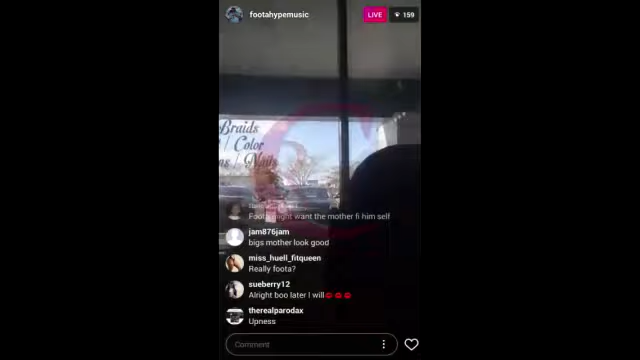 footahypemusic
LIVE
159
Braids
/ Color
/ Nails
Foota might want the mother fi him self
jam876jam
bigs mother look good
miss_huell_fitqueen
Really foota?
sueberry12
Alright boo later I will⛔⛔⛔
therealparodax
Upness
Comment